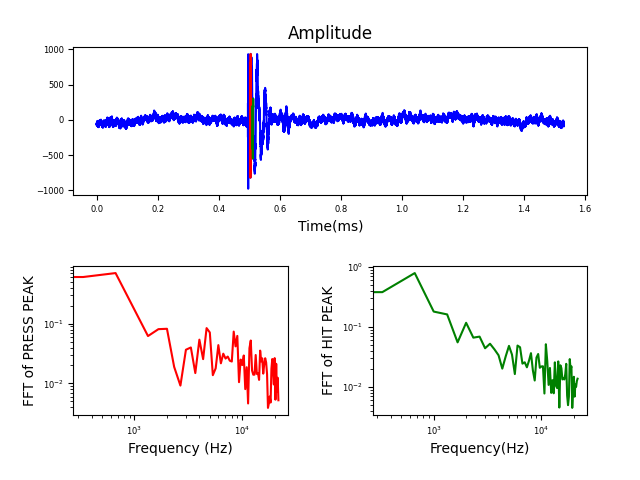 Amplitude
1000
500
0
−500
−1000
0.0 0.2 0.4 0.6 0.8 1.0 1.2 1.4 1.6
Time(ms)
FFT of PRESS PEAK
10⁻¹
10⁻²
10³ 10⁴
Frequency (Hz)
FFT of HIT PEAK
10⁰
10⁻¹
10⁻²
10³ 10⁴
Frequency(Hz)